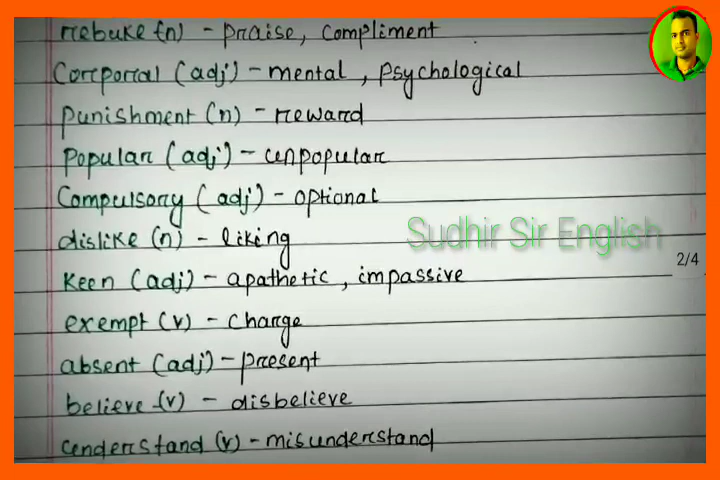 rebuke (n) - praise, compliment
Corporal (adj) - mental, psychological
punishment (n) - reward
popular (adj) - unpopular
Compulsory (adj) - optional
dislike (n) - liking
Sudhir Sir English
2/4
Keen (adj) - apathetic, impassive
exempt (v) - charge
absent (adj) - present
believe (v) - disbelieve
understand (v) - misunderstand